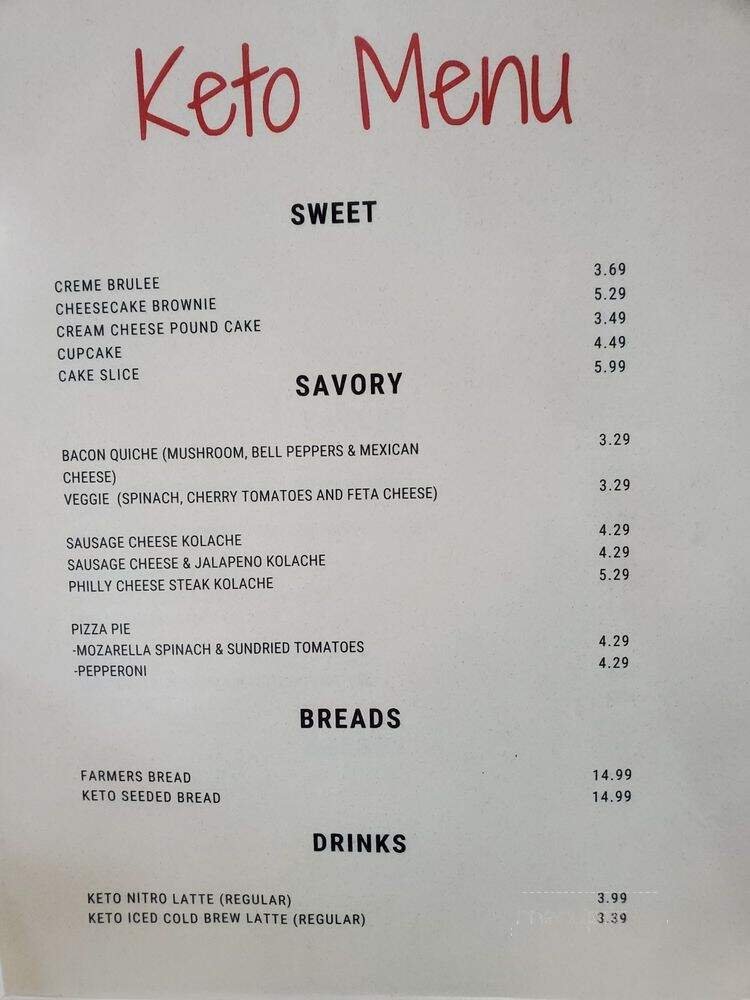 Keto Menu
SWEET
CREME BRULEE 3.69
CHEESECAKE BROWNIE 5.29
CREAM CHEESE POUND CAKE 3.49
CUPCAKE 4.49
CAKE SLICE 5.99
SAVORY
BACON QUICHE (MUSHROOM, BELL PEPPERS & MEXICAN 3.29
CHEESE)
VEGGIE (SPINACH, CHERRY TOMATOES AND FETA CHEESE) 3.29
SAUSAGE CHEESE KOLACHE 4.29
SAUSAGE CHEESE & JALAPENO KOLACHE 4.29
PHILLY CHEESE STEAK KOLACHE 5.29
PIZZA PIE
-MOZARELLA SPINACH & SUNDRIED TOMATOES 4.29
-PEPPERONI 4.29
BREADS
FARMERS BREAD 14.99
KETO SEEDED BREAD 14.99
DRINKS
KETO NITRO LATTE (REGULAR) 3.99
KETO ICED COLD BREW LATTE (REGULAR) 3.39